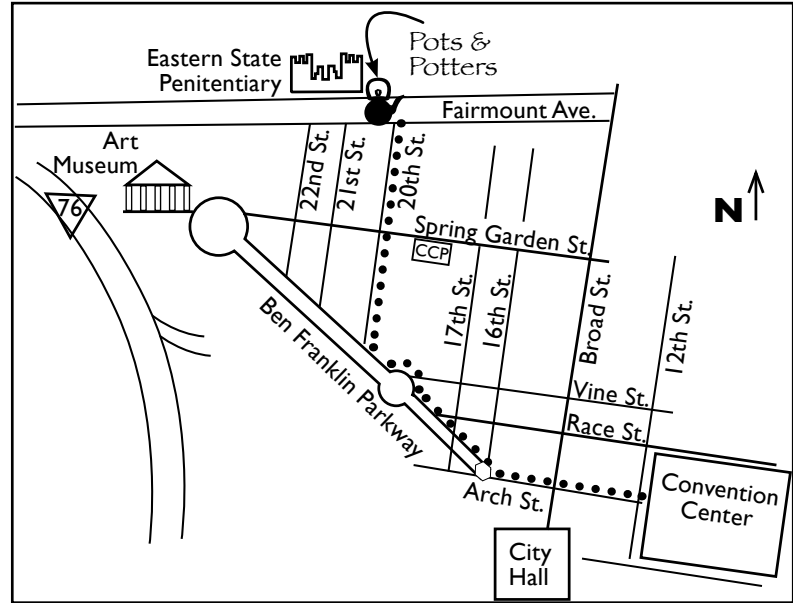 Pots &
Potters
Eastern State
Penitentiary
Fairmount Ave.
Art
Museum
22nd St.
21st St.
20th St.
76
N
Spring Garden St.
CCP
17th St.
16th St.
Broad St.
12th St.
Ben Franklin Parkway
Vine St.
Race St.
Arch St.
Convention
Center
City
Hall